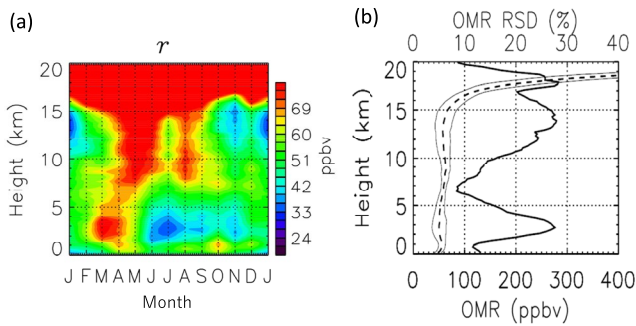 (a)
r
20
15
10
5
0
Height (km)
J F M A M J J A S O N D J
Month
69
60
51
42
33
24
ppbv
(b)
OMR RSD (%)
0 10 20 30 40
20
15
10
5
0
Height (km)
0 100 200 300 400
OMR (ppbv)